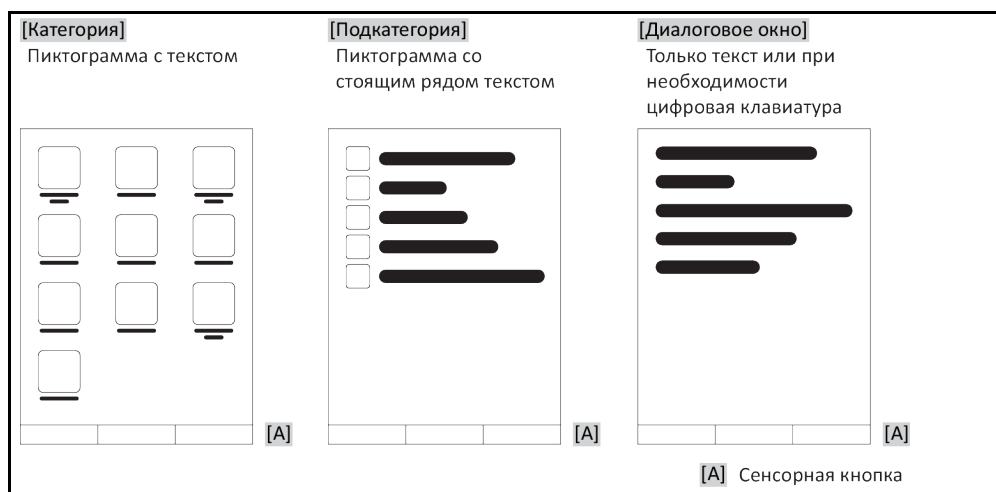 [Категория]
Пиктограмма с текстом
[Подкатегория]
Пиктограмма со
стоящим рядом текстом
[Диалоговое окно]
Только текст или при
необходимости
цифровая клавиатура
[A]
[A]
[A]
[A] Сенсорная кнопка